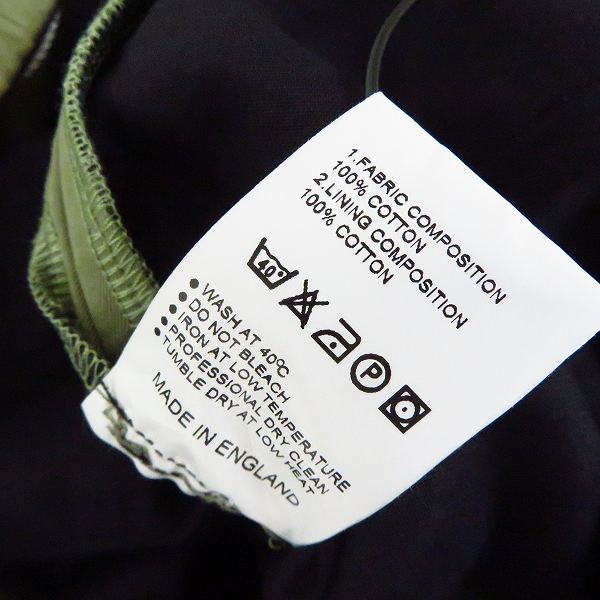 1.FABRIC COMPOSITION
100% COTTON
2.LINING COMPOSITION
100% COTTON
40° P
● WASH AT 40ºC
● DO NOT BLEACH
● IRON AT LOW TEMPERATURE
● PROFESSIONAL DRY CLEAN
● TUMBLE DRY AT LOW HEAT
MADE IN ENGLAND